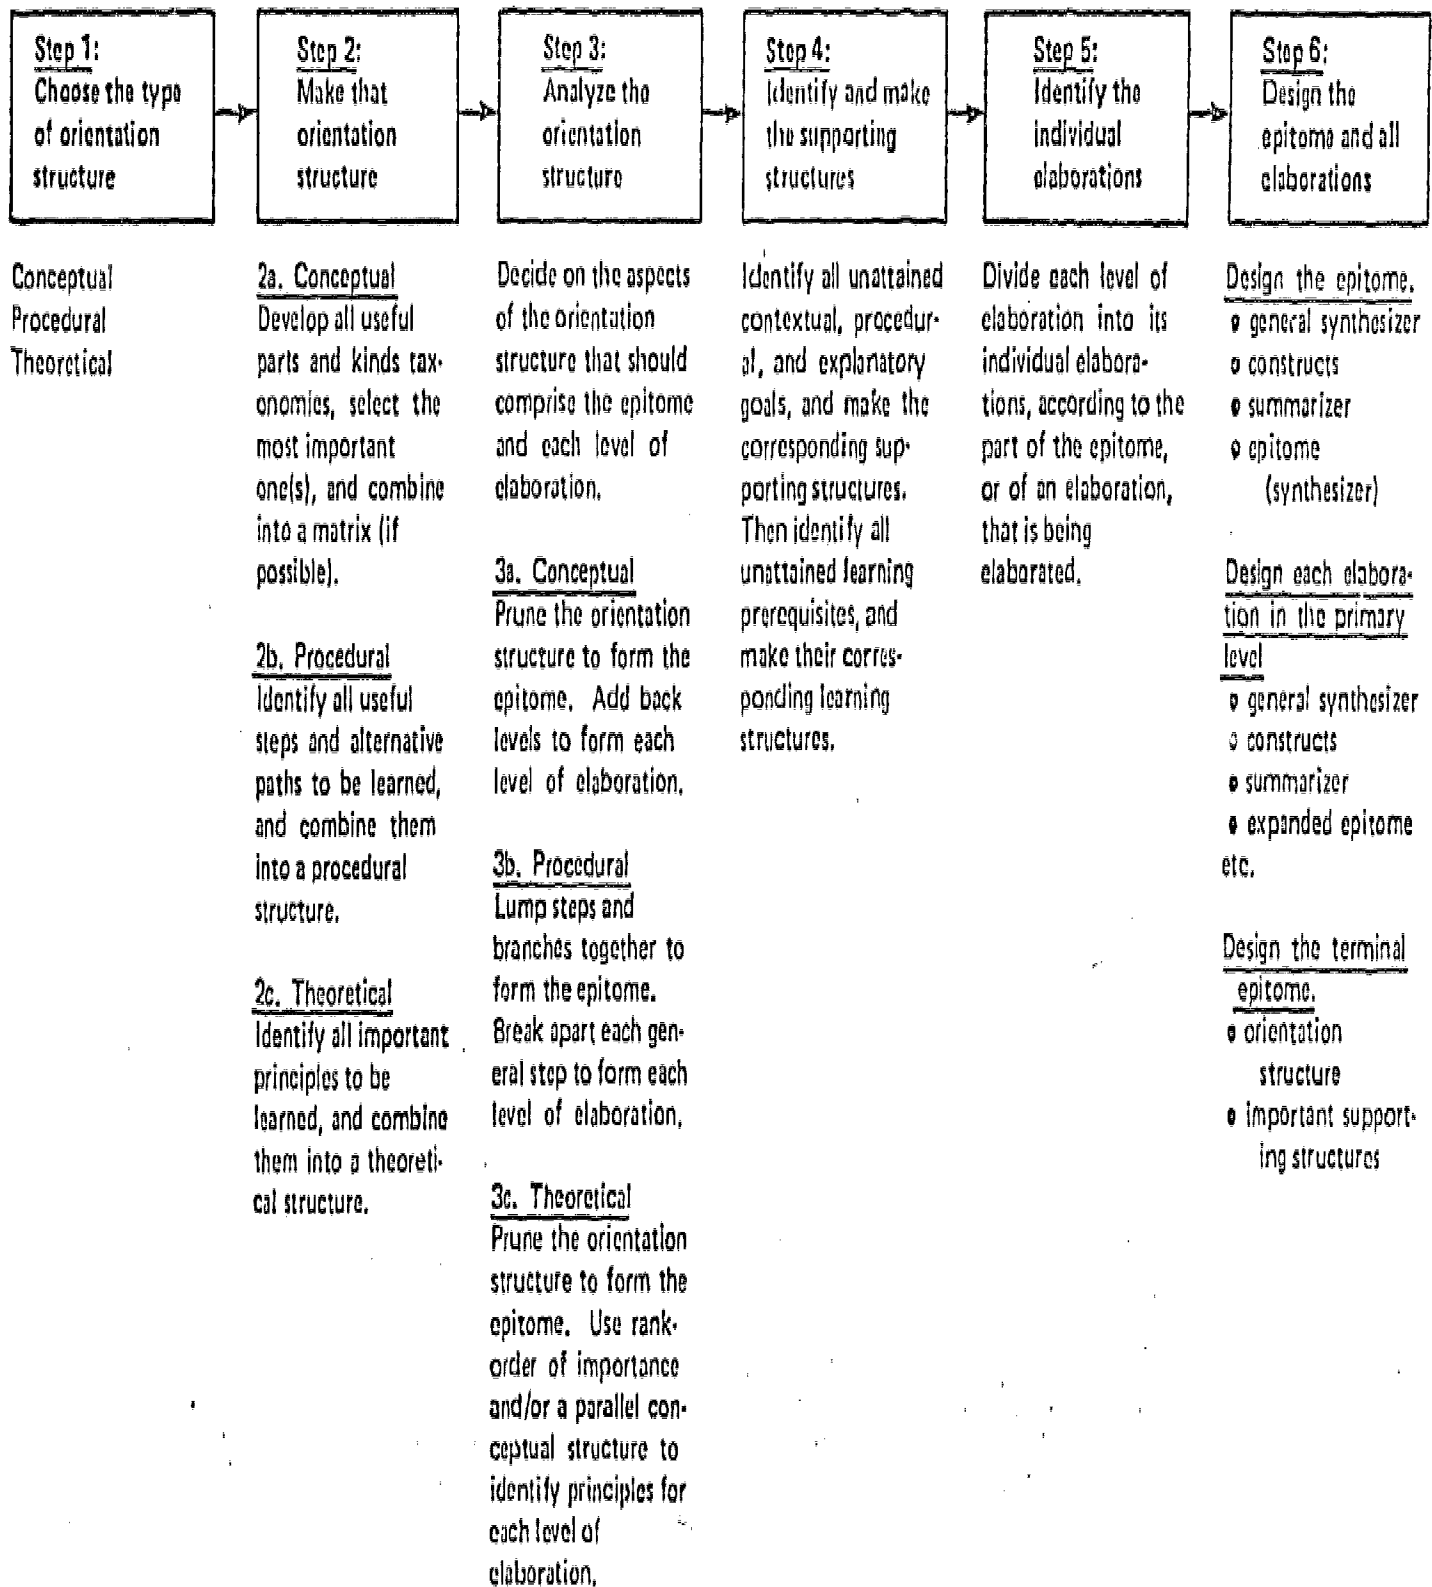 Step 1:
Choose the type
of orientation
structure
Step 2:
Make that
orientation
structure
Step 3:
Analyze the
orientation
structure
Step 4:
Identify and make
the supporting
structures
Step 5:
Identify the
individual
elaborations
Step 6:
Design the
epitome and all
elaborations
Conceptual
Procedural
Theoretical
2a. Conceptual
Develop all useful
parts and kinds tax-
onomies, select the
most important
one(s), and combine
into a matrix (if
possible).
2b. Procedural
Identify all useful
steps and alternative
paths to be learned,
and combine them
into a procedural
structure.
2c. Theoretical
Identify all important
principles to be
learned, and combine
them into a theoreti-
cal structure.
Decide on the aspects
of the orientation
structure that should
comprise the epitome
and each level of
elaboration.
3a. Conceptual
Prune the orientation
structure to form the
epitome. Add back
levels to form each
level of elaboration.
3b. Procedural
Lump steps and
branches together to
form the epitome.
Break apart each gen-
eral step to form each
level of elaboration.
3c. Theoretical
Prune the orientation
structure to form the
epitome. Use rank-
order of importance
and/or a parallel con-
ceptual structure to
identify principles for
each level of
elaboration.
Identify all unattained
contextual, procedur-
al, and explanatory
goals, and make the
corresponding sup-
porting structures.
Then identify all
unattained learning
prerequisites, and
make their corres-
ponding learning
structures.
Divide each level of
elaboration into its
individual elabora-
tions, according to the
part of the epitome,
or of an elaboration,
that is being
elaborated.
Design the epitome.
• general synthesizer
• constructs
• summarizer
• epitome
(synthesizer)
Design each elabora-
tion in the primary
level
• general synthesizer
• constructs
• summarizer
• expanded epitome
etc.
Design the terminal
epitome.
• orientation
structure
• important support-
ing structures